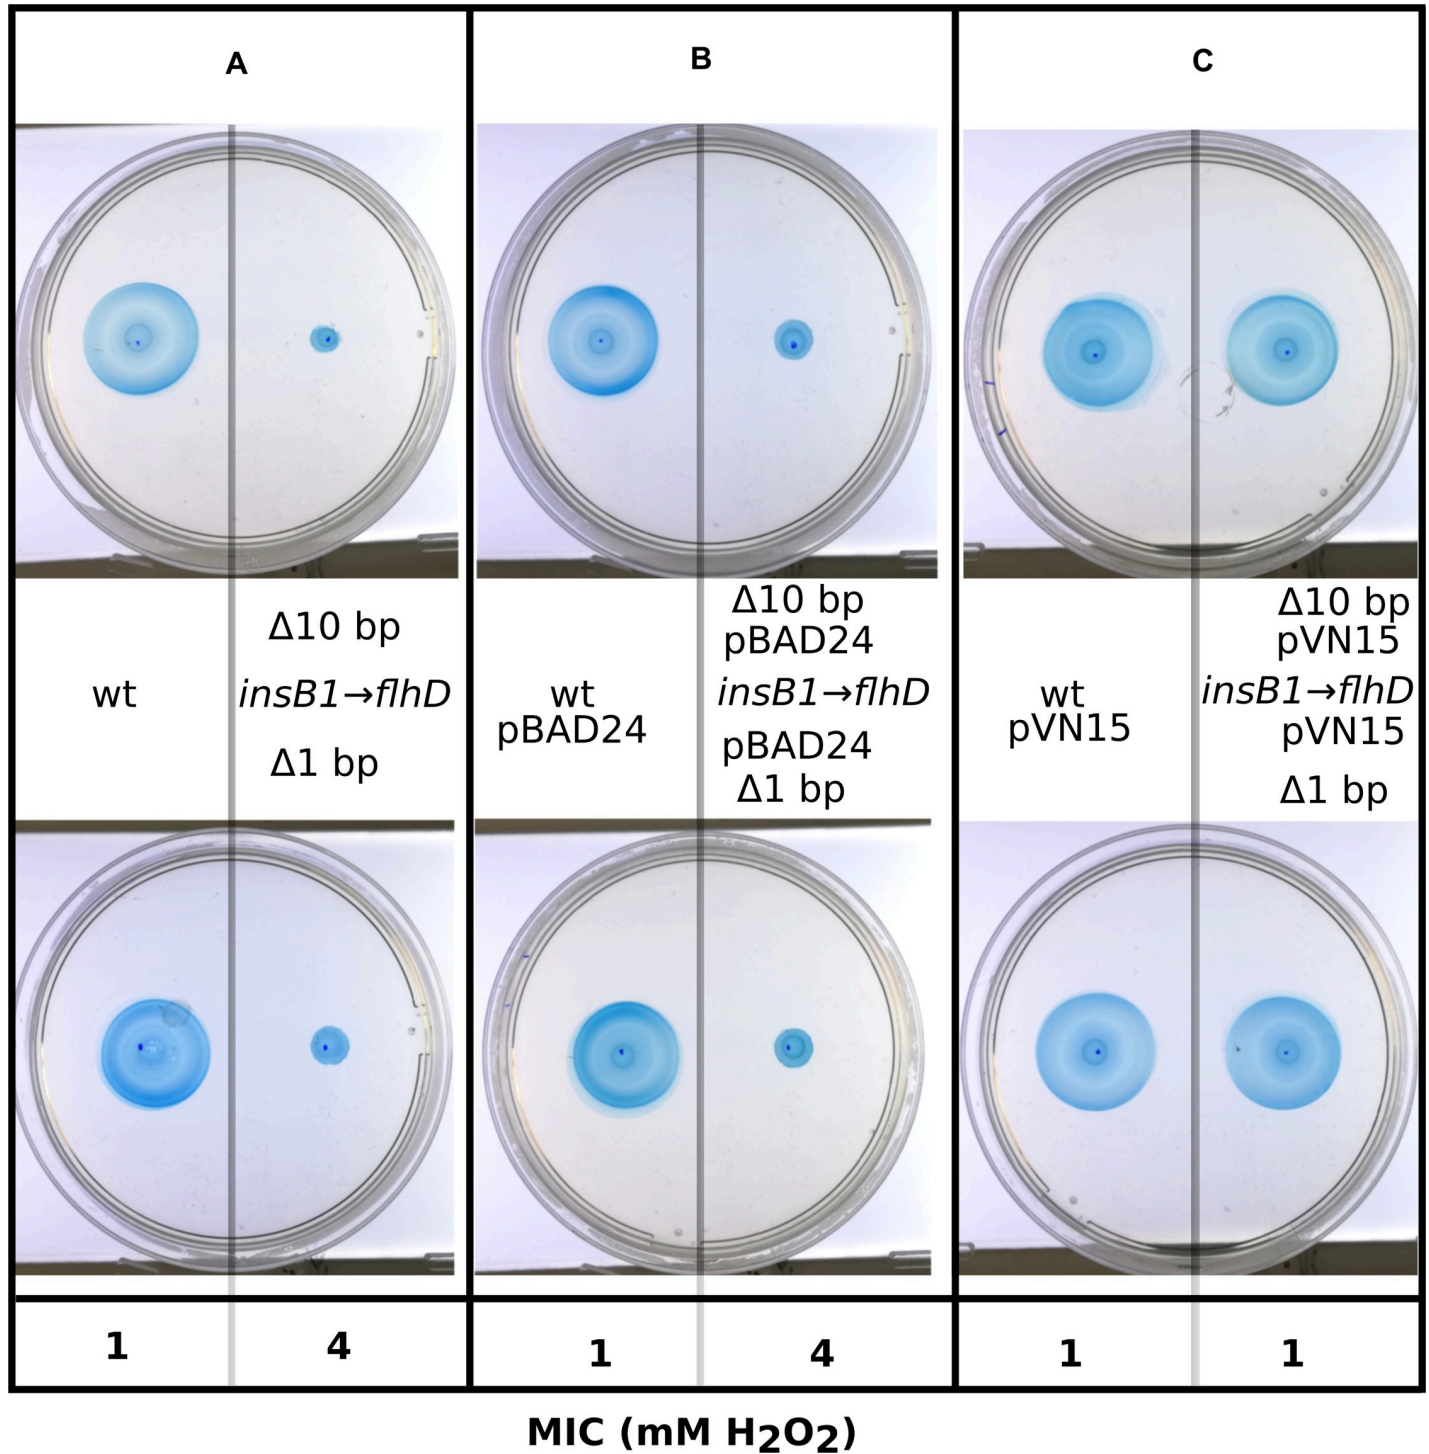 A
B
C
wt
Δ10 bp
insB1→flhD
Δ1 bp
wt
pBAD24
Δ10 bp
pBAD24
insB1→flhD
pBAD24
Δ1 bp
wt
pVN15
Δ10 bp
pVN15
insB1→flhD
pVN15
Δ1 bp
1
4
1
4
1
1
MIC (mM H₂O₂)